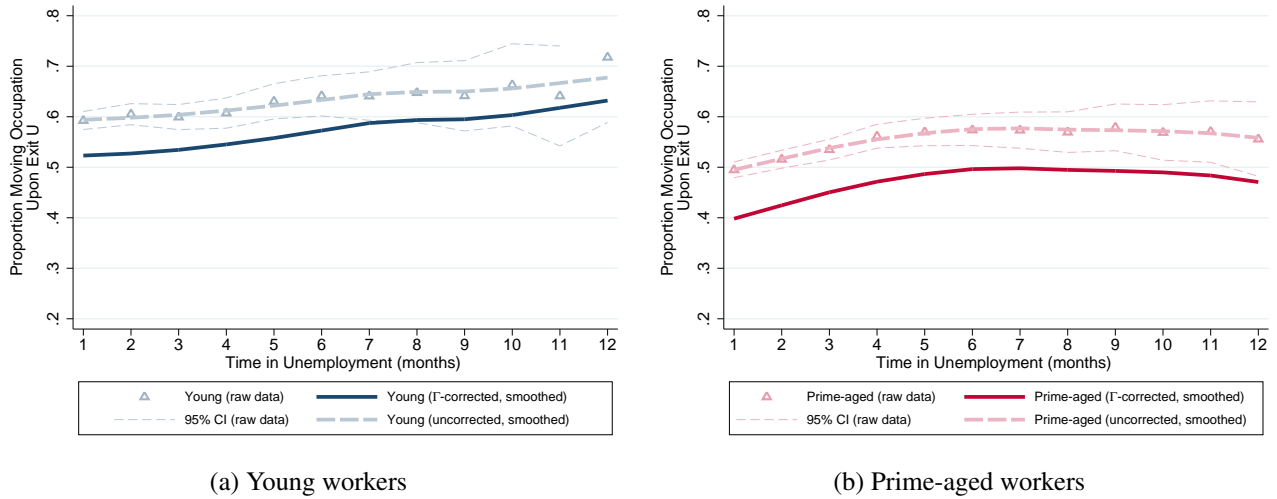 Proportion Moving Occupation
Upon Exit U
.8
.7
.6
.5
.4
.3
.2
1 2 3 4 5 6 7 8 9 10 11 12
Time in Unemployment (months)
Young (raw data)
Young (Γ-corrected, smoothed)
95% CI (raw data)
Young (uncorrected, smoothed)
(a) Young workers
Proportion Moving Occupation
Upon Exit U
.8
.7
.6
.5
.4
.3
.2
1 2 3 4 5 6 7 8 9 10 11 12
Time in Unemployment (months)
Prime-aged (raw data)
Prime-aged (Γ-corrected, smoothed)
95% CI (raw data)
Prime-aged (uncorrected, smoothed)
(b) Prime-aged workers